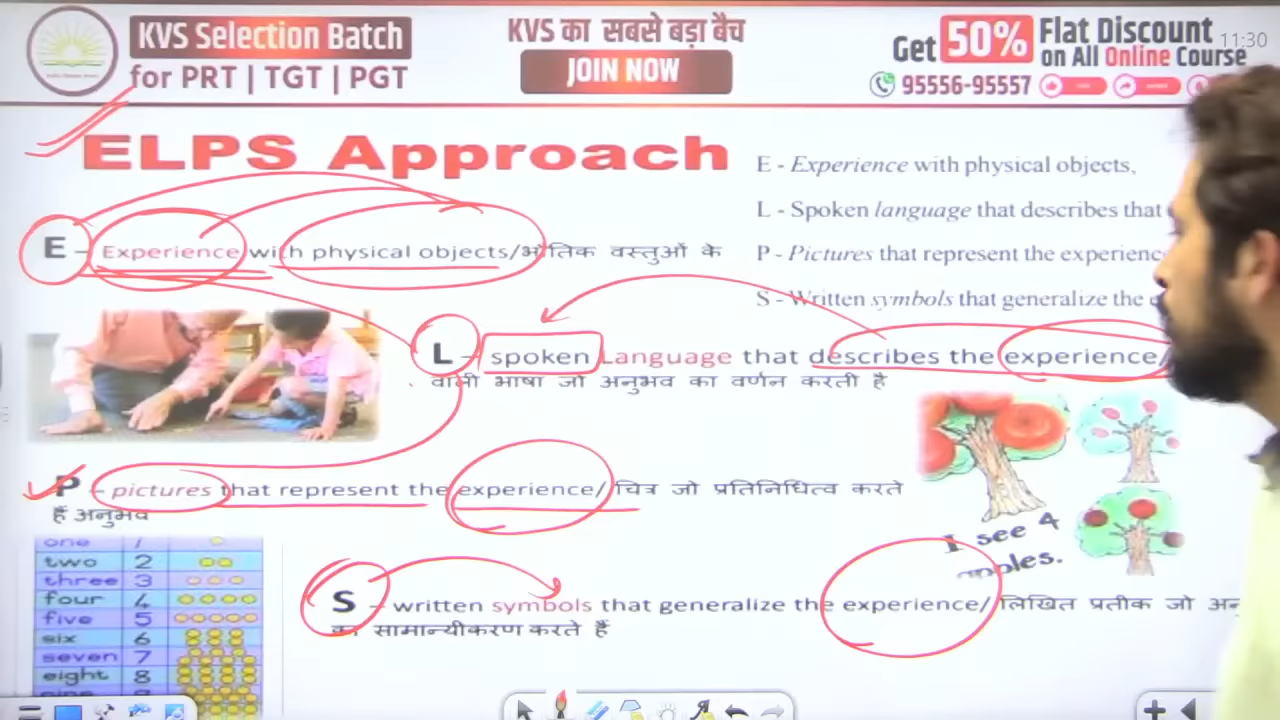 KVS Selection Batch
for PRT | TGT | PGT
KVS का सबसे बड़ा बैच
JOIN NOW
Get 50% Flat Discount
on All Online Course
11:30
95556-95557
ELPS Approach
E - Experience with physical objects,
L - Spoken language that describes that
P - Pictures that represent the experience
S - Written symbols that generalize the
E - Experience with physical objects/भौतिक वस्तुओं के
L - spoken Language that describes the experience/
वाली भाषा जो अनुभव का वर्णन करती है
P - pictures that represent the experience/ चित्र जो प्रतिनिधित्व करते
हैं अनुभव
I see 4
apples.
one 1
two 2
three 3
four 4
five 5
six 6
seven 7
eight 8
nine 9
S - written symbols that generalize the experience/ लिखित प्रतीक जो
का सामान्यीकरण करते हैं